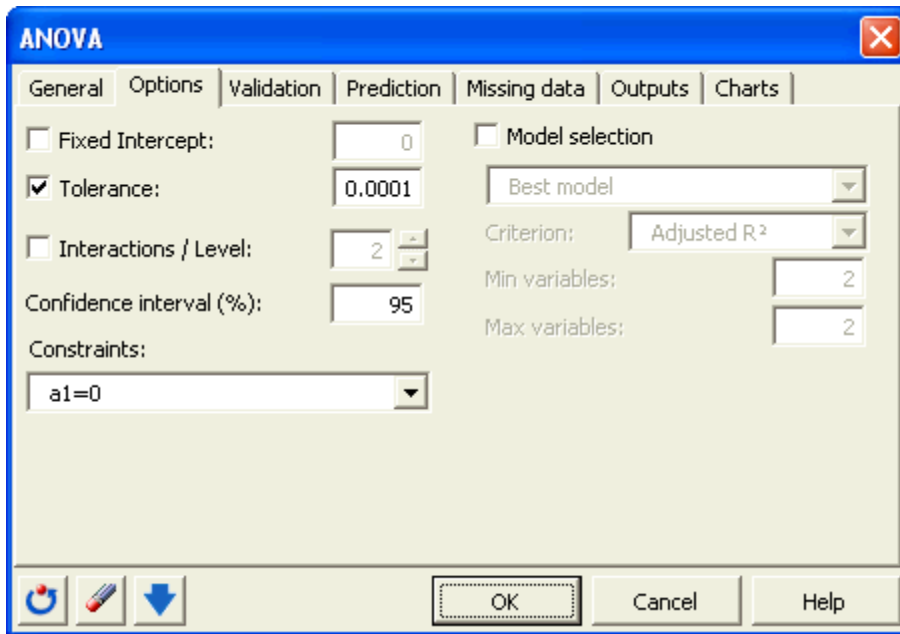 ANOVA
General Options Validation Prediction Missing data Outputs Charts
Fixed Intercept: 0
Tolerance: 0.0001
Interactions / Level: 2
Confidence interval (%): 95
Constraints:
a1=0
Model selection
Best model
Criterion: Adjusted R²
Min variables: 2
Max variables: 2
OK Cancel Help